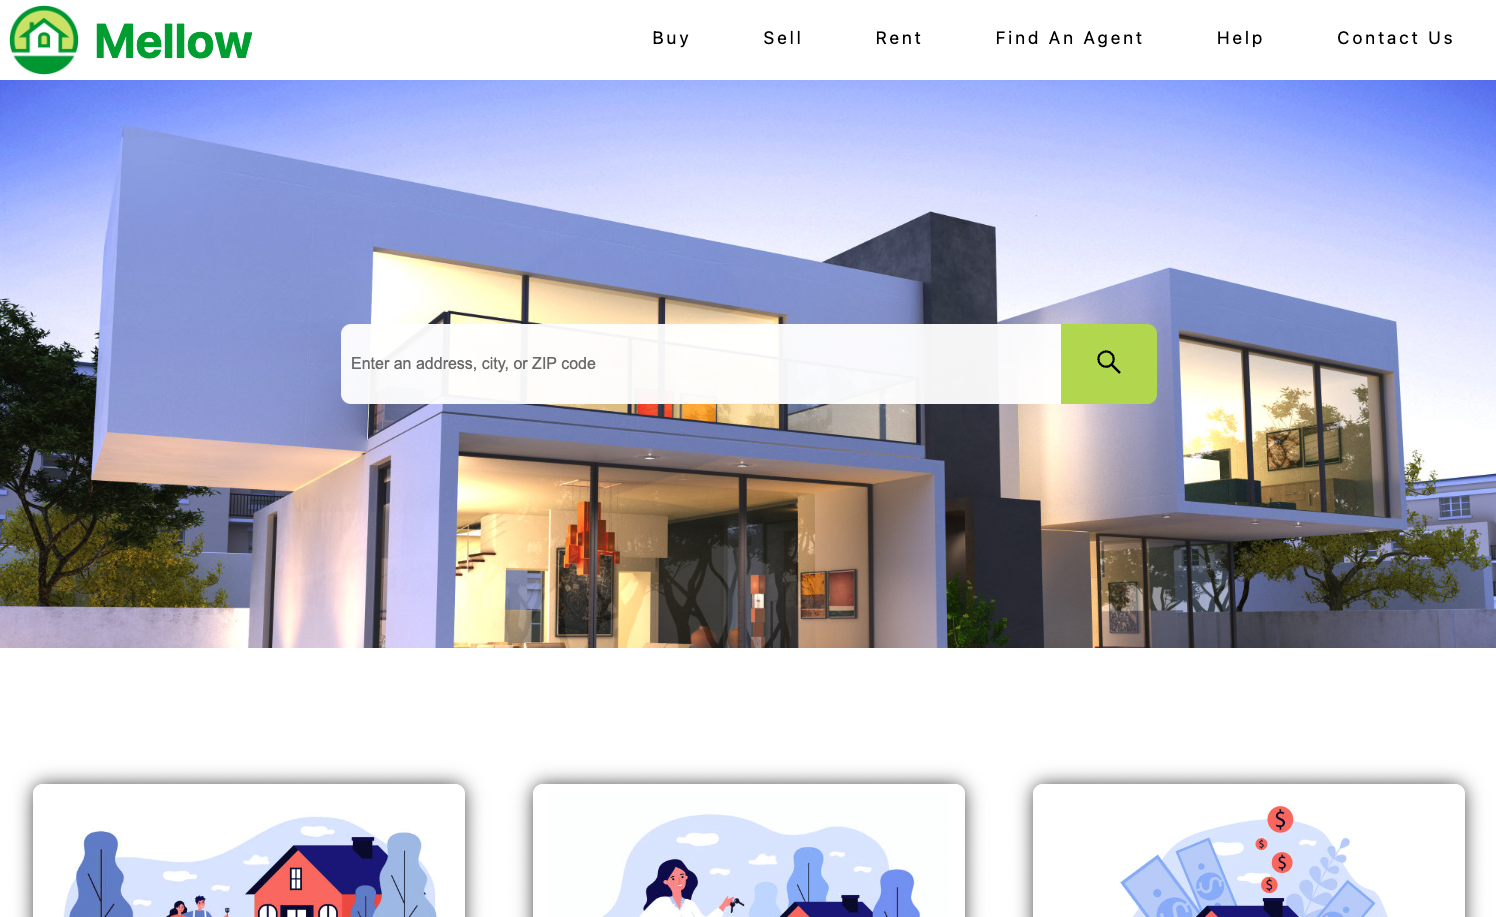 Mellow
Buy Sell Rent Find An Agent Help Contact Us
Enter an address, city, or ZIP code
$
$
$
$